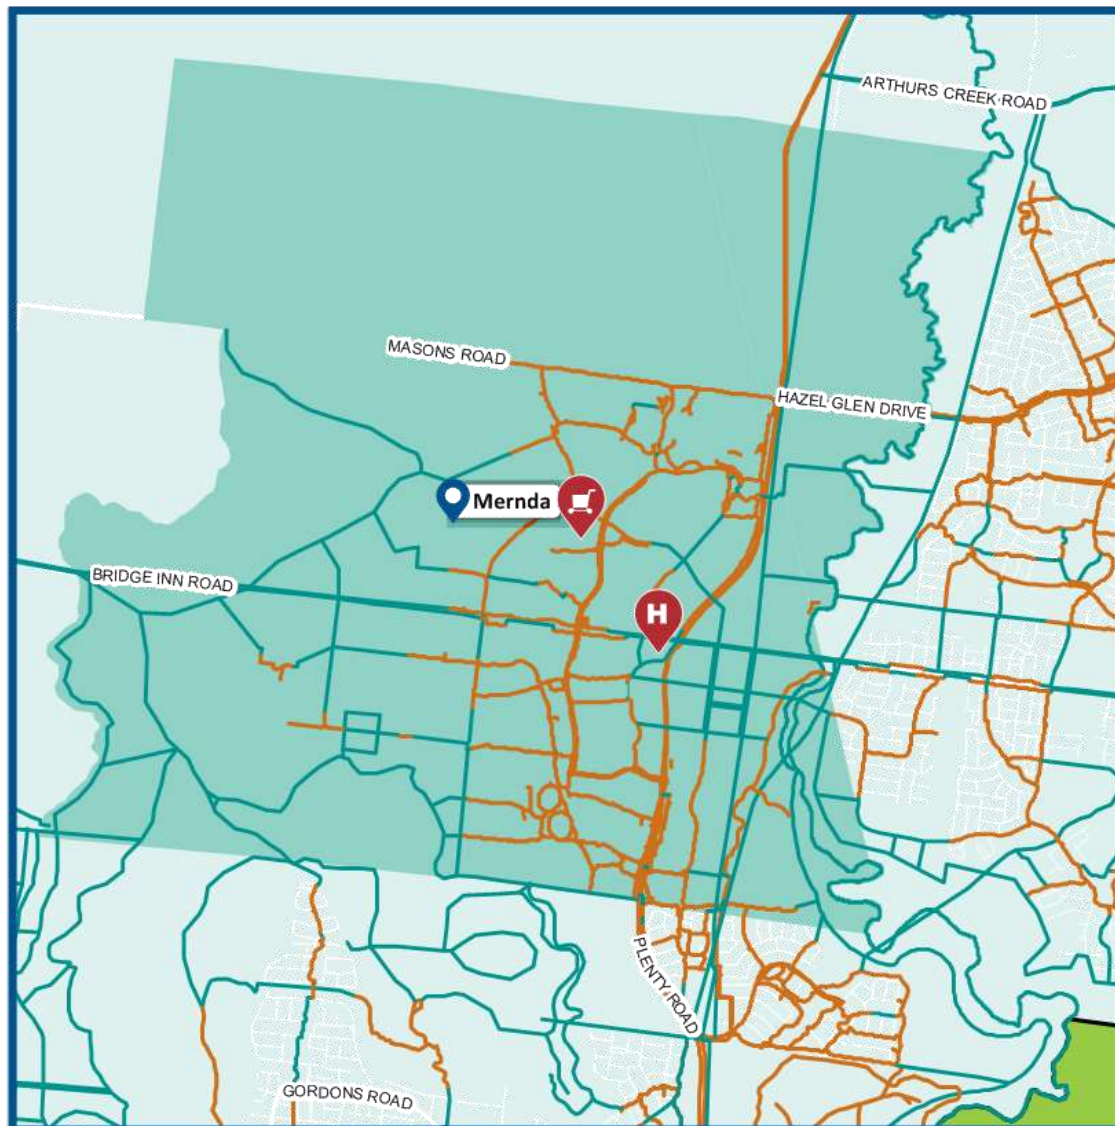 ARTHURS CREEK ROAD
MASONS ROAD
HAZEL GLEN DRIVE
Mernda
BRIDGE INN ROAD
H
PLENTY ROAD
GORDONS ROAD